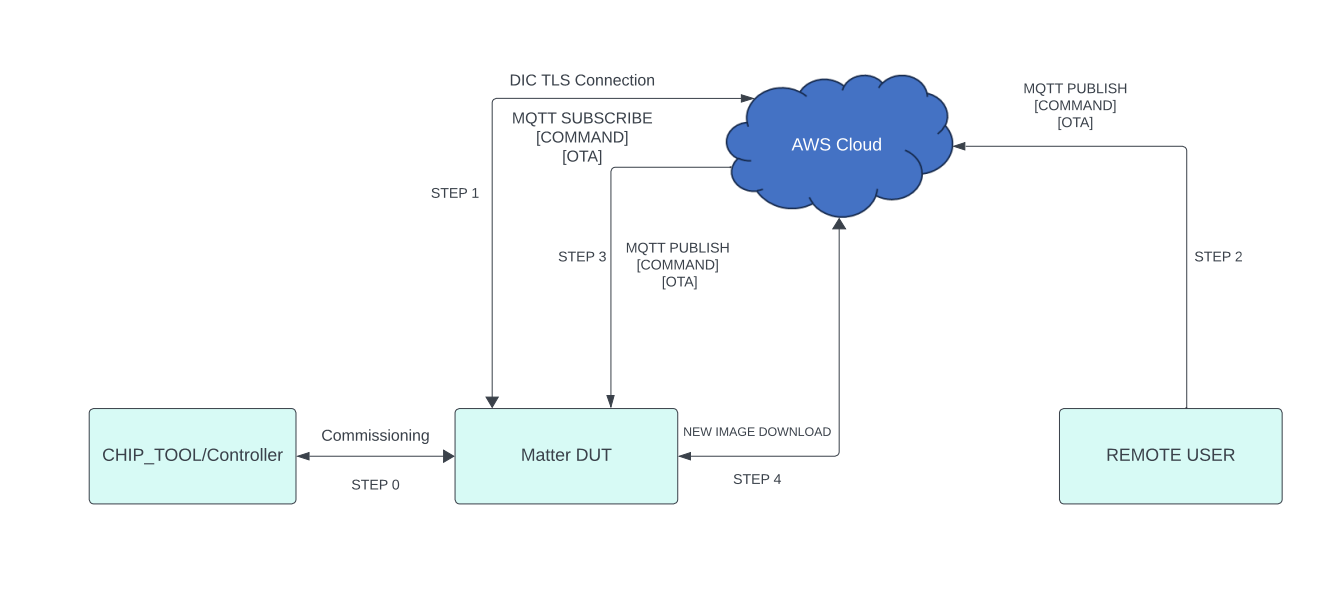 DIC TLS Connection
MQTT SUBSCRIBE
[COMMAND]
[OTA]
AWS Cloud
MQTT PUBLISH
[COMMAND]
[OTA]
STEP 1
STEP 3
MQTT PUBLISH
[COMMAND]
[OTA]
STEP 2
CHIP_TOOL/Controller
Commissioning
STEP 0
Matter DUT
NEW IMAGE DOWNLOAD
STEP 4
REMOTE USER